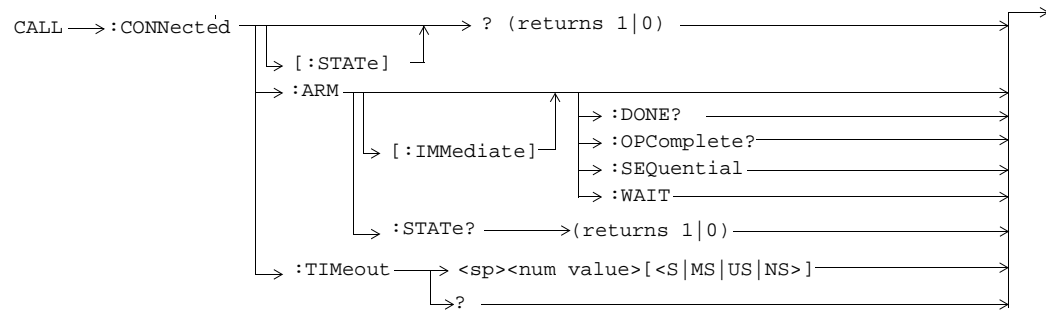 CALL :CONNected ? (returns 1|0)
[:STATe]
:ARM
:DONE?
:OPComplete?
[:IMMediate]
:SEQuential
:WAIT
:STATe? (returns 1|0)
:TIMeout <sp><num value>[<S|MS|US|NS>]
?